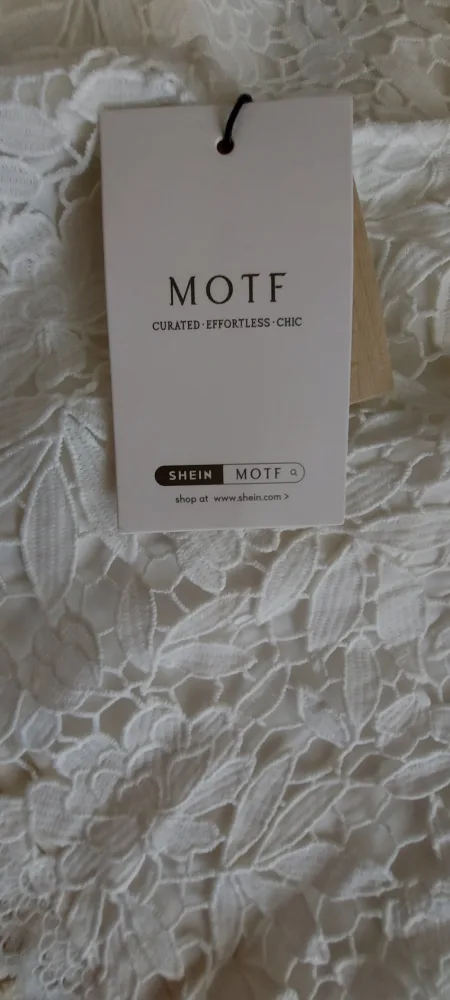 MOTF
CURATED·EFFORTLESS·CHIC
SHEIN MOTF
shop at www.shein.com >